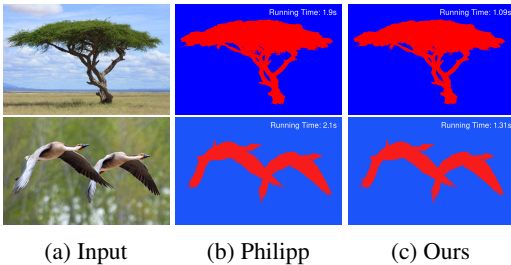 Running Time: 1.9s
Running Time: 1.09s
Running Time: 2.1s
Running Time: 1.31s
(a) Input
(b) Philipp
(c) Ours